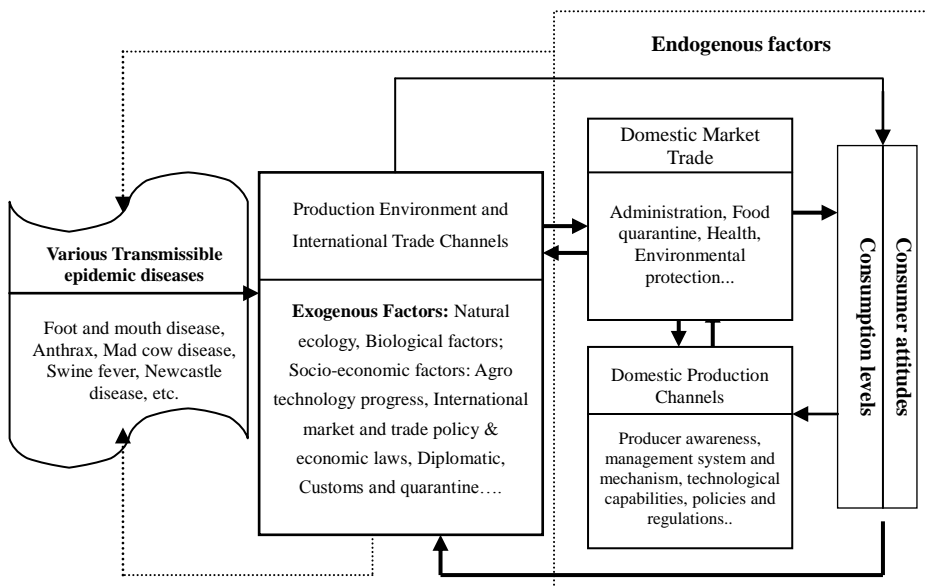 Endogenous factors
Various Transmissible
epidemic diseases
Foot and mouth disease,
Anthrax, Mad cow disease,
Swine fever, Newcastle
disease, etc.
Production Environment and
International Trade Channels
Exogenous Factors: Natural
ecology, Biological factors;
Socio-economic factors: Agro
technology progress, International
market and trade policy &
economic laws, Diplomatic,
Customs and quarantine….
Domestic Market
Trade
Administration, Food
quarantine, Health,
Environmental
protection...
Domestic Production
Channels
Producer awareness,
management system and
mechanism, technological
capabilities, policies and
regulations..
Consumer attitudes
Consumption levels